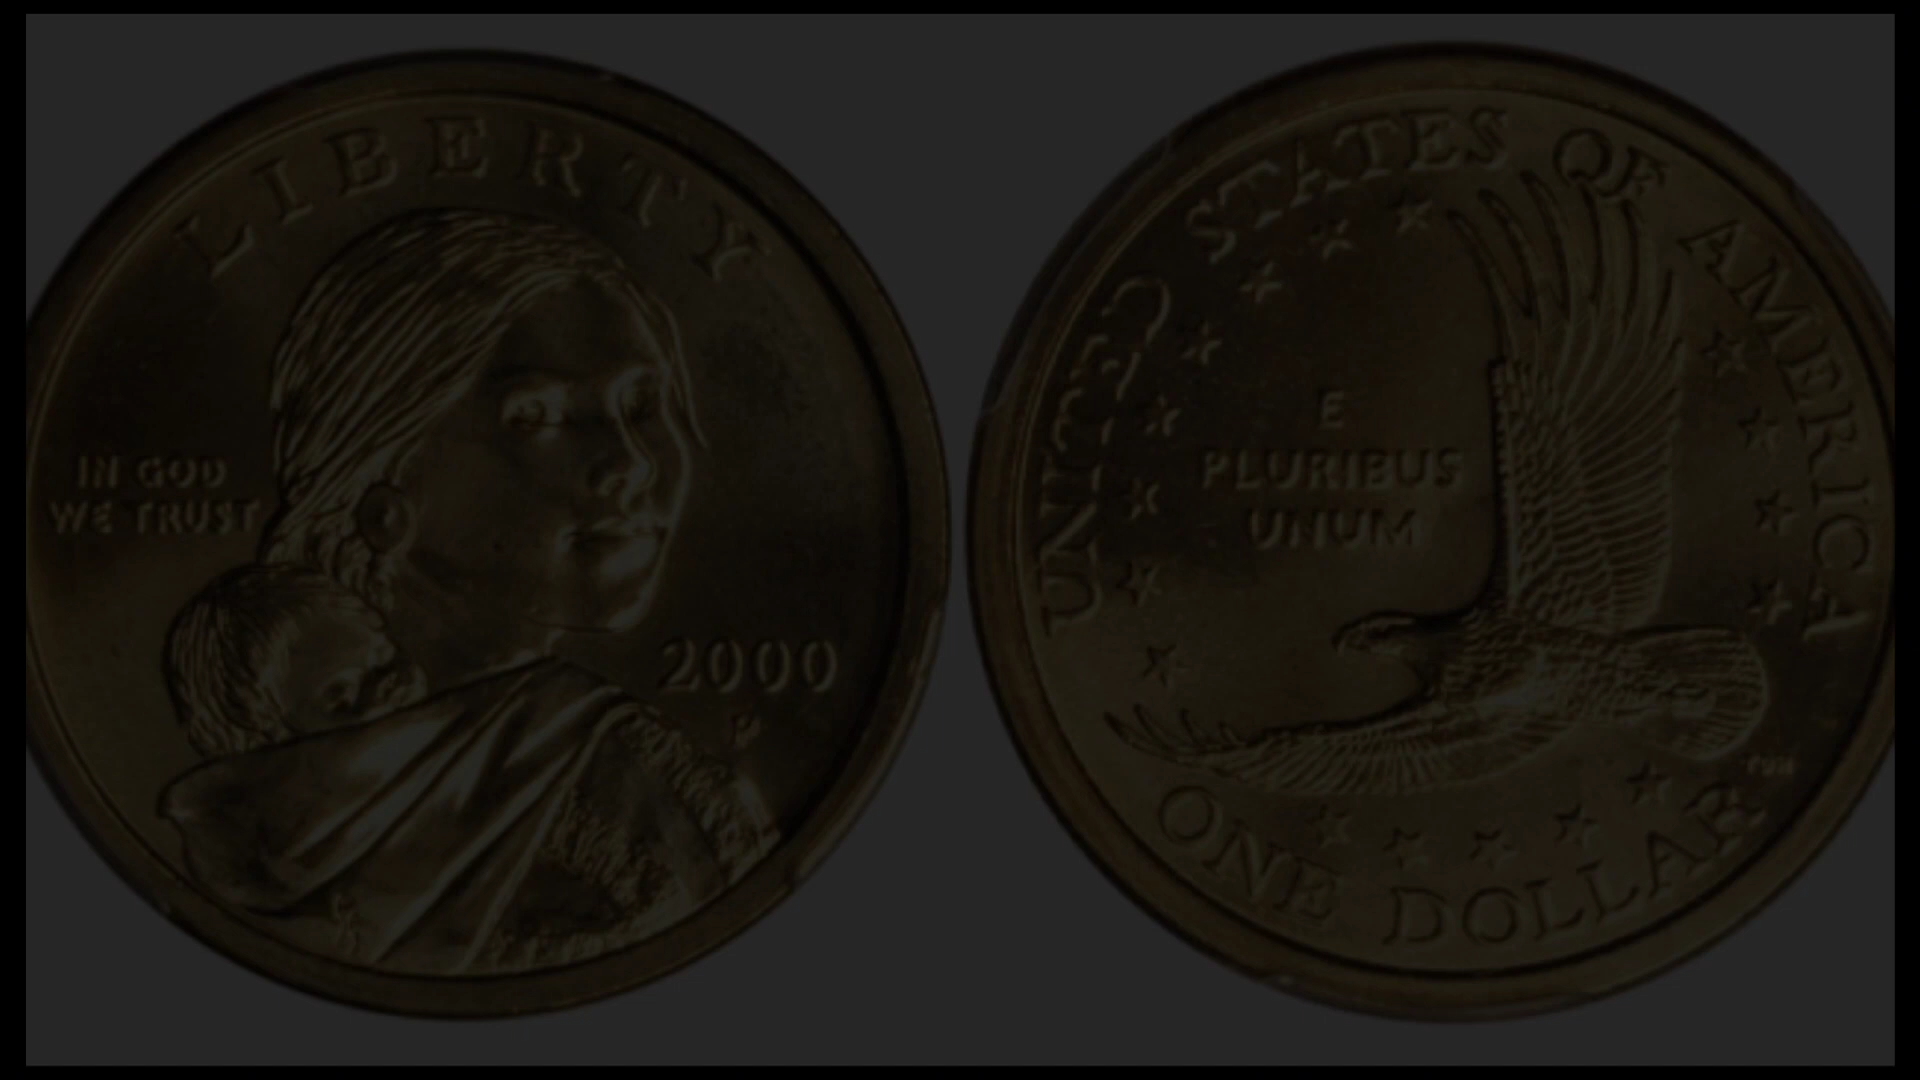 LIBERTY
IN GOD
WE TRUST
2000
P
UNITED STATES OF AMERICA
E
PLURIBUS
UNUM
ONE DOLLAR